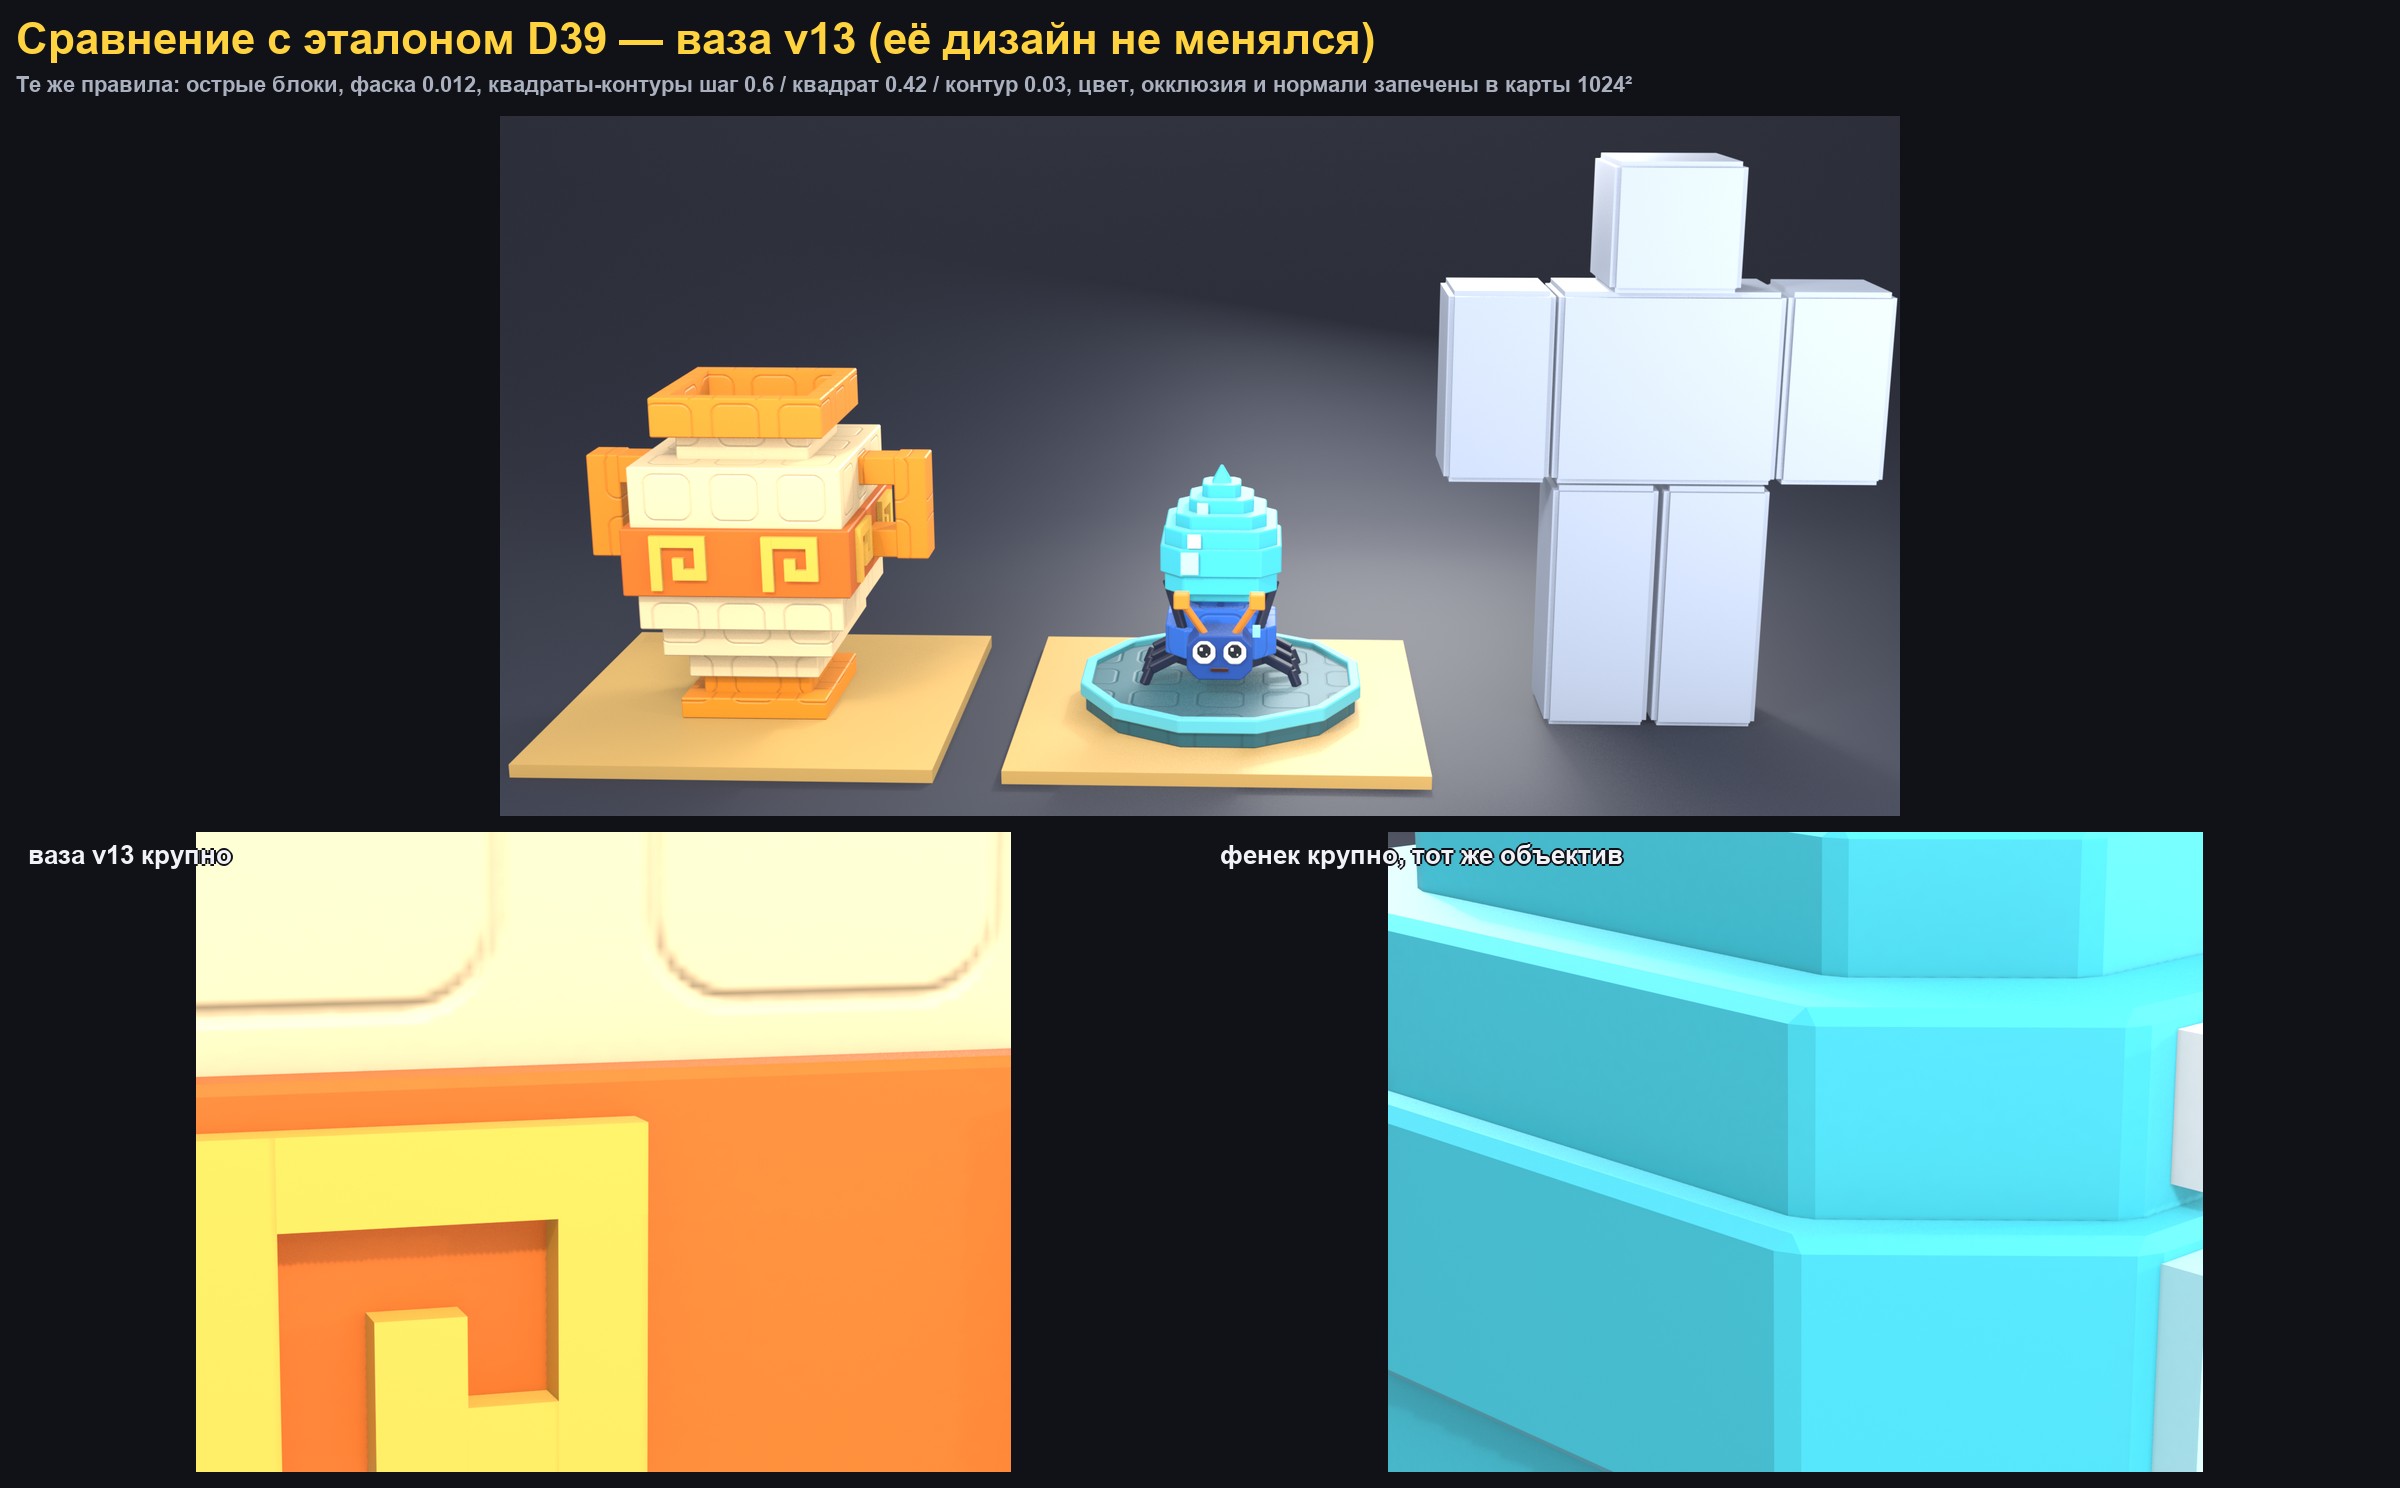 Сравнение с эталоном D39 — ваза v13 (её дизайн не менялся)
Те же правила: острые блоки, фаска 0.012, квадраты-контуры шаг 0.6 / квадрат 0.42 / контур 0.03, цвет, окклюзия и нормали запечены в карты 1024²
ваза v13 крупно
фенек крупно, тот же объектив